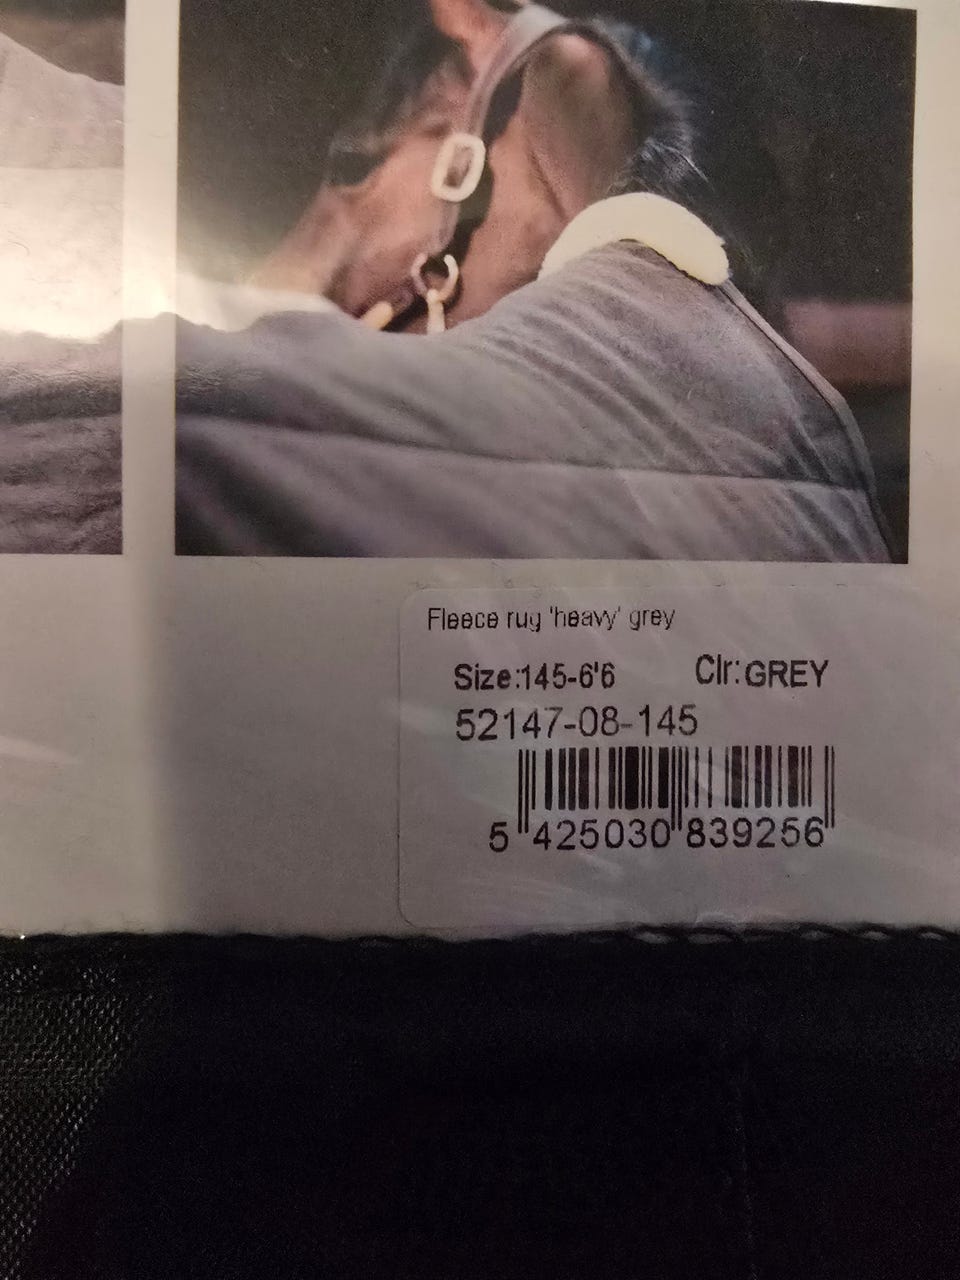 Fleece rug 'heavy' grey
Size:145-6'6 Clr:GREY
52147-08-145
5 425030 839256